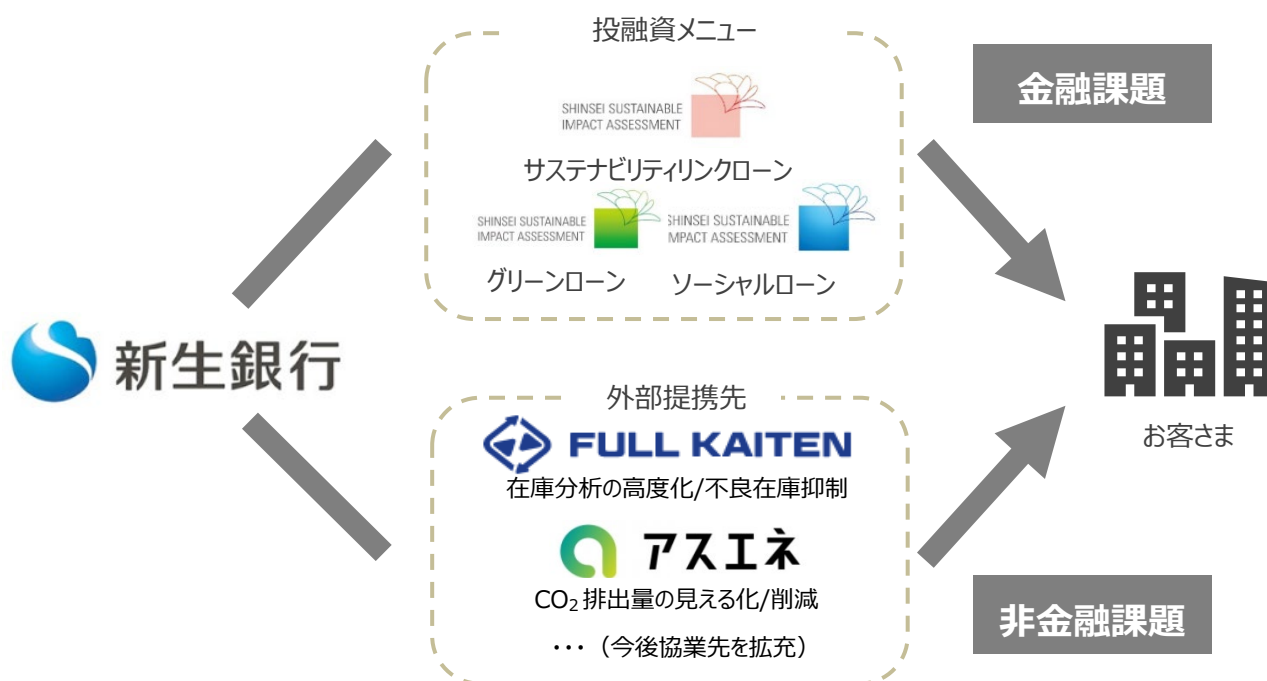 投融資メニュー
金融課題
SHINSEI SUSTAINABLE
IMPACT ASSESSMENT
サステナビリティリンクローン
SHINSEI SUSTAINABLE
IMPACT ASSESSMENT
SHINSEI SUSTAINABLE
MPACT ASSESSMENT
グリーンローン
ソーシャルローン
新生銀行
お客さま
外部提携先
FULL KAITEN
在庫分析の高度化/不良在庫抑制
アスエネ
CO₂排出量の見える化/削減
・・・（今後協業先を拡充）
非金融課題